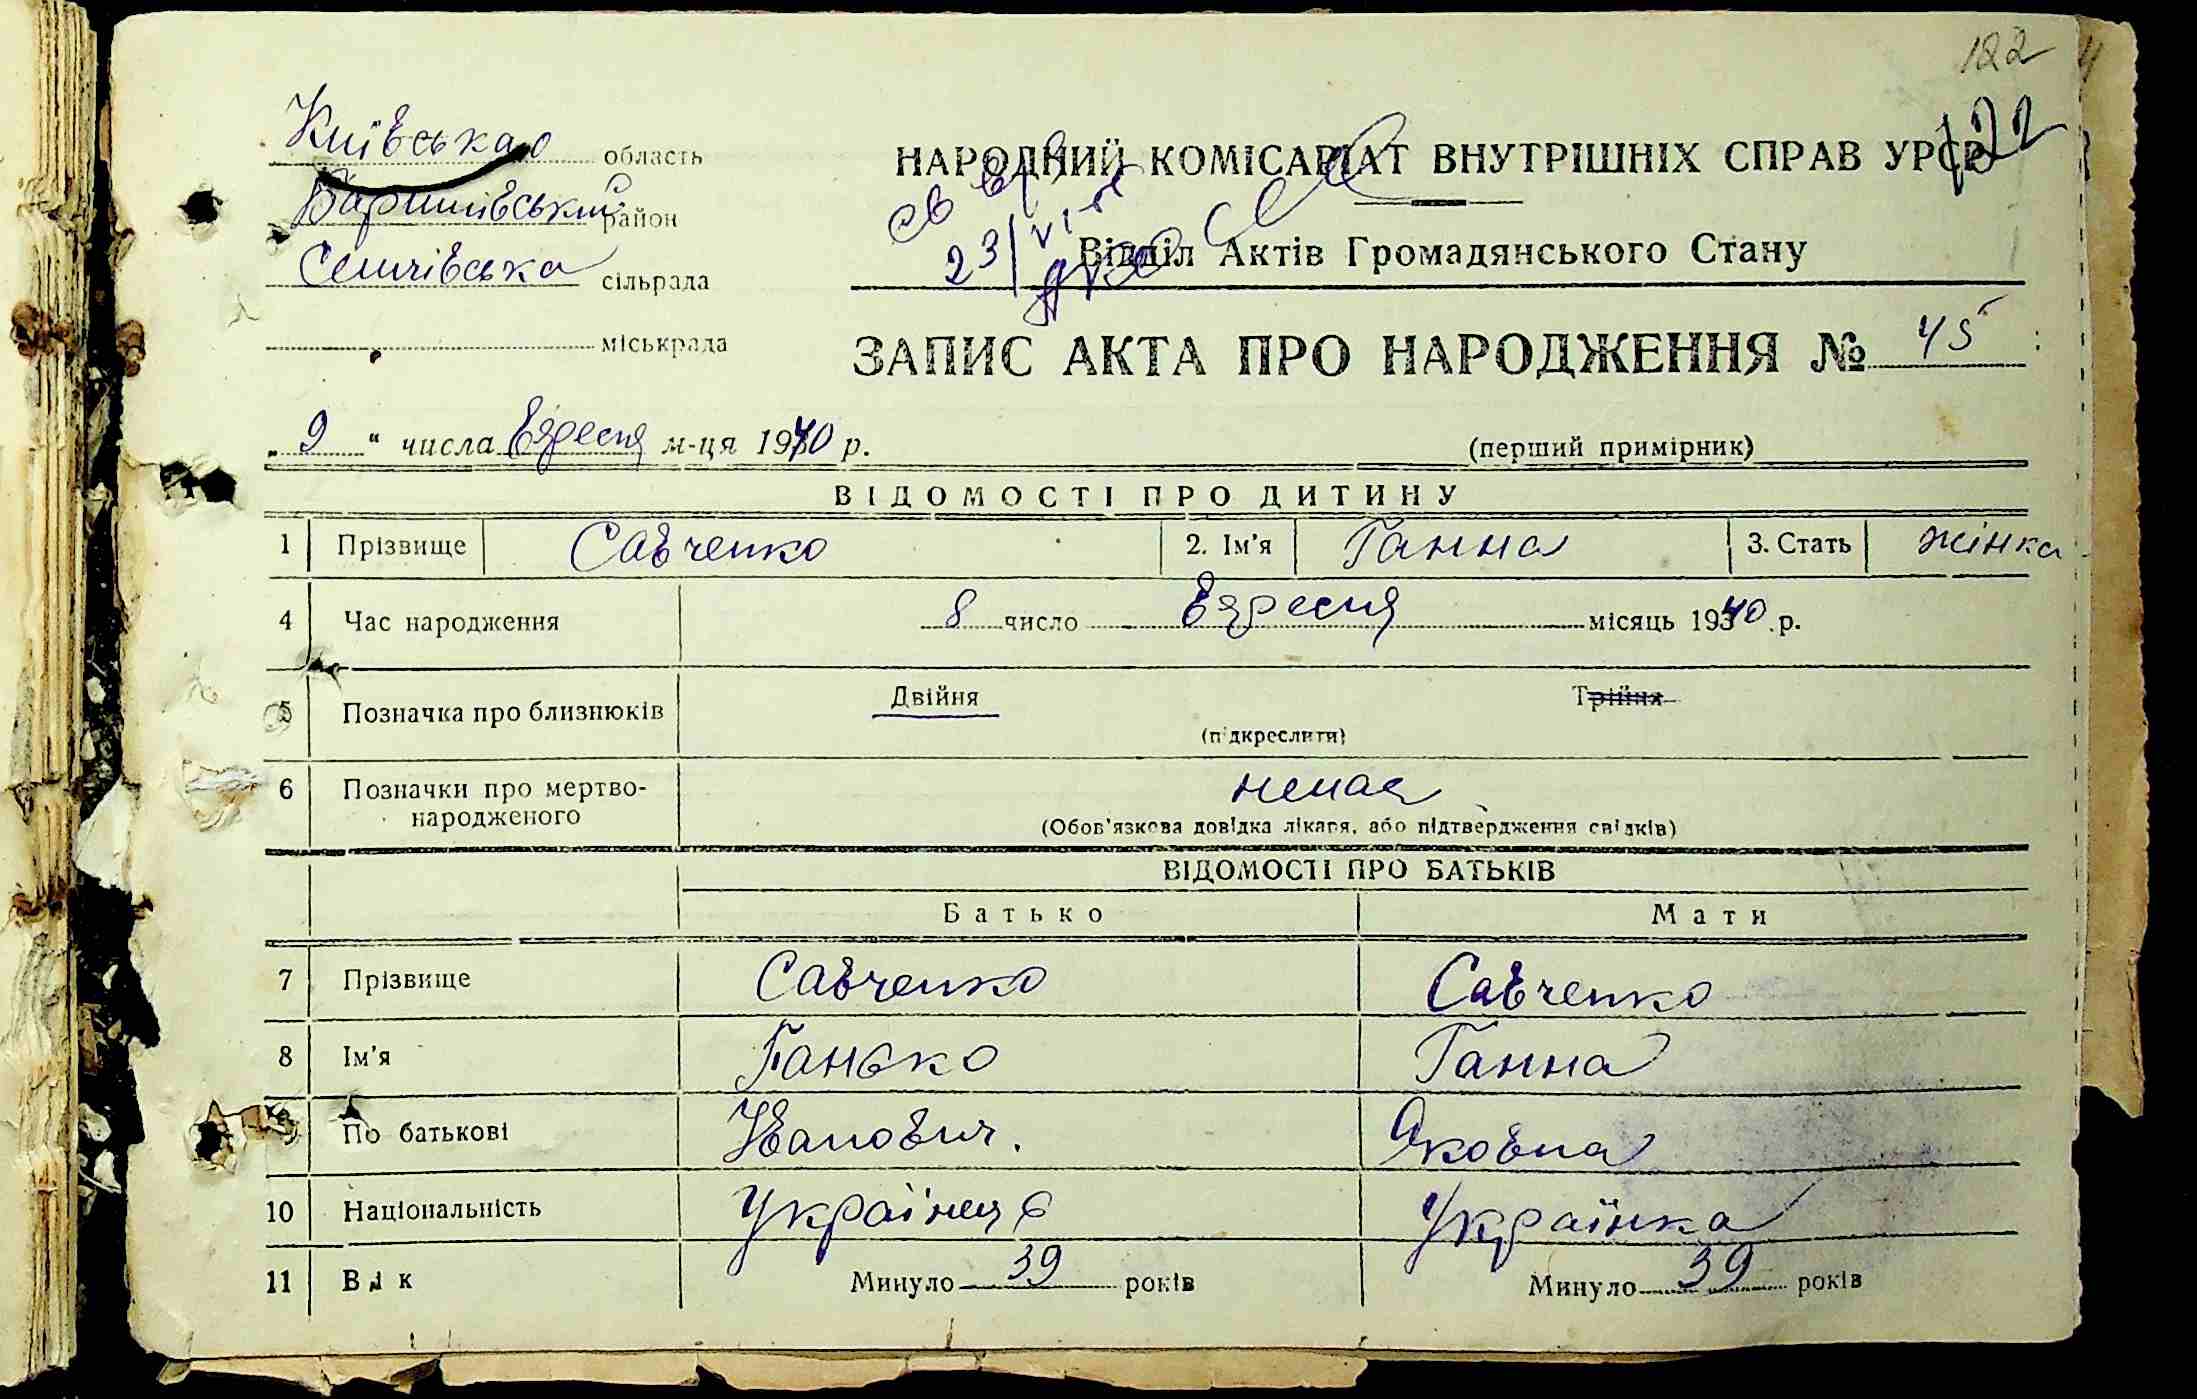 122
122
Київська область
Баришівський район
Семчівська сільрада
міськрада
НАРОДНИЙ КОМІСАРІАТ ВНУТРІШНІХ СПРАВ УРСР
23/VI
Відділ Актів Громадянського Стану
ЗАПИС АКТА ПРО НАРОДЖЕННЯ № 45
„9“ числа Вересня м-ця 1940 р.
(перший примірник)
ВІДОМОСТІ ПРО ДИТИНУ
1 Прізвище Савченко 2. Ім'я Ганна 3. Стать жінка
4 Час народження 8 число Вересня місяць 1940 р.
5 Позначка про близнюків Двійня Трійня
(підкреслити)
6 Позначки про мертво-
народженого немає
(Обов'язкова довідка лікаря, або підтвердження свідків)
ВІДОМОСТІ ПРО БАТЬКІВ
Батько Мати
7 Прізвище Савченко Савченко
8 Ім'я Панько Ганна
9 По батькові Іванович. Яковна
10 Національність Українець Українка
11 Вік Минуло 39 років Минуло 39 років